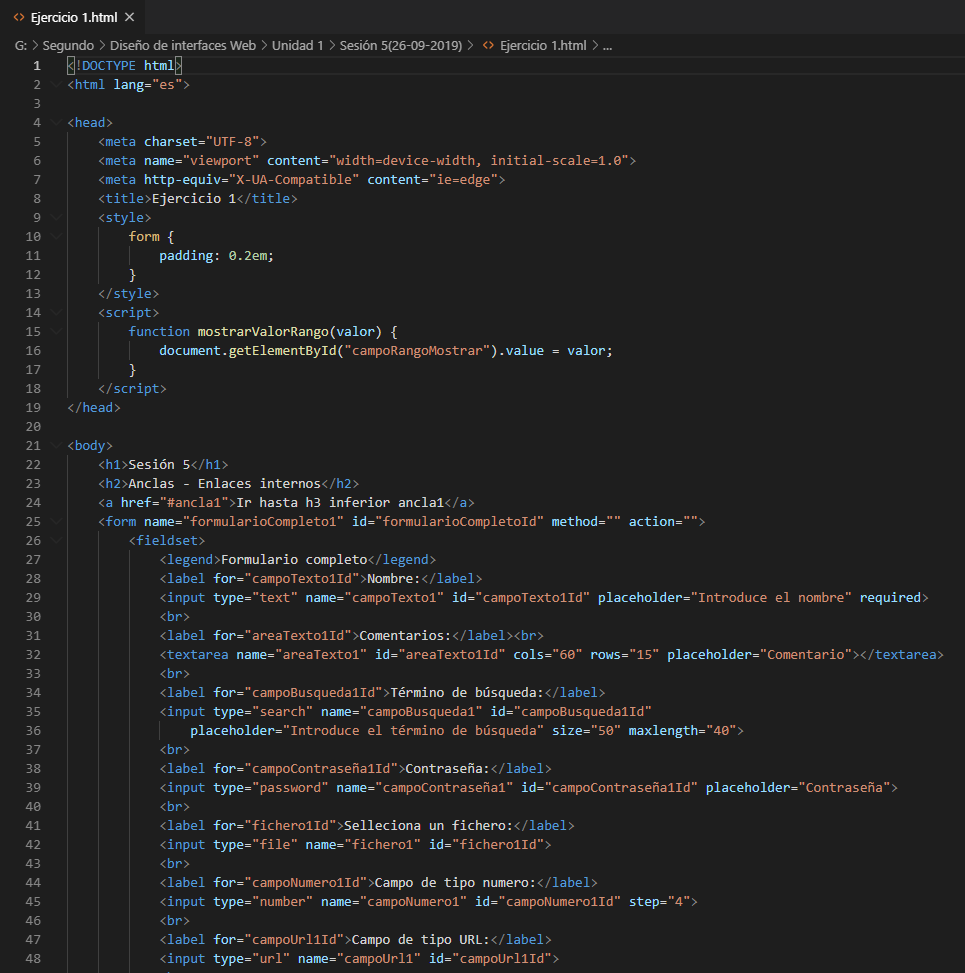 Ejercicio 1.html
G: > Segundo > Diseño de interfaces Web > Unidad 1 > Sesión 5(26-09-2019) > Ejercicio 1.html > ...
1 <!DOCTYPE html>
2 <html lang="es">
3
4 <head>
5 <meta charset="UTF-8">
6 <meta name="viewport" content="width=device-width, initial-scale=1.0">
7 <meta http-equiv="X-UA-Compatible" content="ie=edge">
8 <title>Ejercicio 1</title>
9 <style>
10 form {
11 padding: 0.2em;
12 }
13 </style>
14 <script>
15 function mostrarValorRango(valor) {
16 document.getElementById("campoRangoMostrar").value = valor;
17 }
18 </script>
19 </head>
20
21 <body>
22 <h1>Sesión 5</h1>
23 <h2>Anclas - Enlaces internos</h2>
24 <a href="#ancla1">Ir hasta h3 inferior ancla1</a>
25 <form name="formularioCompleto1" id="formularioCompletoId" method="" action="">
26 <fieldset>
27 <legend>Formulario completo</legend>
28 <label for="campoTexto1Id">Nombre:</label>
29 <input type="text" name="campoTexto1" id="campoTexto1Id" placeholder="Introduce el nombre" required>
30 <br>
31 <label for="areaTexto1Id">Comentarios:</label><br>
32 <textarea name="areaTexto1" id="areaTexto1Id" cols="60" rows="15" placeholder="Comentario"></textarea>
33 <br>
34 <label for="campoBusqueda1Id">Término de búsqueda:</label>
35 <input type="search" name="campoBusqueda1" id="campoBusqueda1Id"
36 placeholder="Introduce el término de búsqueda" size="50" maxlength="40">
37 <br>
38 <label for="campoContraseña1Id">Contraseña:</label>
39 <input type="password" name="campoContraseña1" id="campoContraseña1Id" placeholder="Contraseña">
40 <br>
41 <label for="fichero1Id">Selleciona un fichero:</label>
42 <input type="file" name="fichero1" id="fichero1Id">
43 <br>
44 <label for="campoNumero1Id">Campo de tipo numero:</label>
45 <input type="number" name="campoNumero1" id="campoNumero1Id" step="4">
46 <br>
47 <label for="campoUrl1Id">Campo de tipo URL:</label>
48 <input type="url" name="campoUrl1" id="campoUrl1Id">